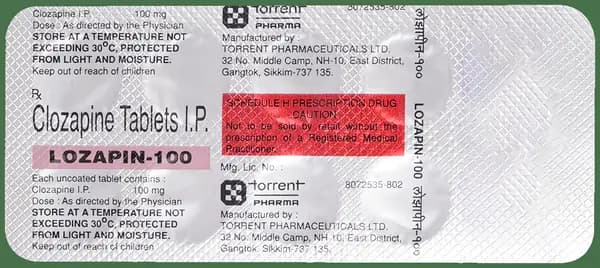 Clozapine I.P. 100 mg
Dose : As directed by the Physician
STORE AT A TEMPERATURE NOT
EXCEEDING 30°C, PROTECTED
FROM LIGHT AND MOISTURE.
Keep out of reach of children
Rx
Clozapine Tablets I.P.
LOZAPIN-100
Each uncoated tablet contains :
Clozapine I.P. 100 mg
Dose : As directed by the Physician
STORE AT A TEMPERATURE NOT
EXCEEDING 30°C, PROTECTED
FROM LIGHT AND MOISTURE.
Keep out of reach of children
torrent 8072535-802
PHARMA
Manufactured by :
TORRENT PHARMACEUTICALS LTD.
32 No. Middle Camp, NH-10, East District,
Gangtok, Sikkim-737 135.
SCHEDULE H PRESCRIPTION DRUG
CAUTION
Not to be sold by retail without the
prescription of a Registered Medical
Practitioner.
Mfg. Lic. No. :
torrent 8072535-802
PHARMA
Manufactured by :
TORRENT PHARMACEUTICALS LTD.
32 No. Middle Camp, NH-10, East District,
Gangtok, Sikkim-737 135.
लोज़ापीन-१००
LOZAPIN-100 लोज़ापीन-१००